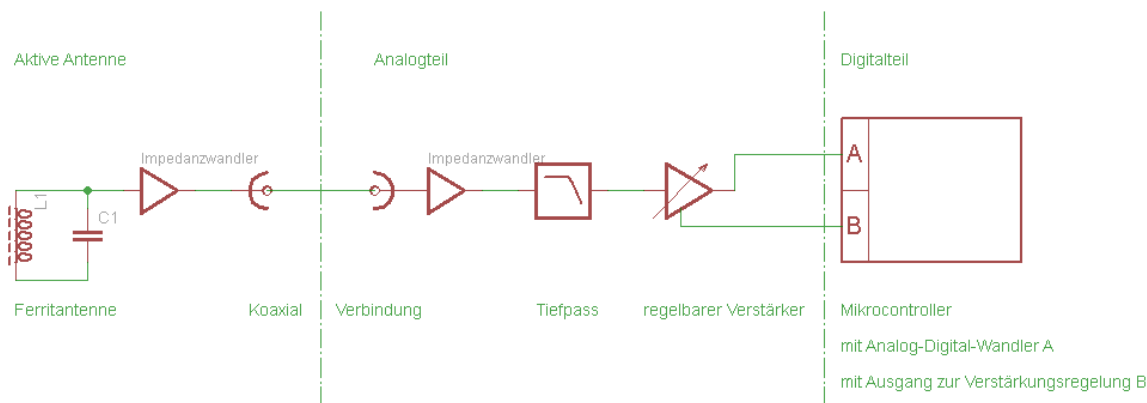 Aktive Antenne
Analogteil
Digitalteil
Impedanzwandler
Impedanzwandler
A
L1
C1
B
Ferritantenne
Koaxial
Verbindung
Tiefpass
regelbarer Verstärker
Mikrocontroller
mit Analog-Digital-Wandler A
mit Ausgang zur Verstärkungsregelung B